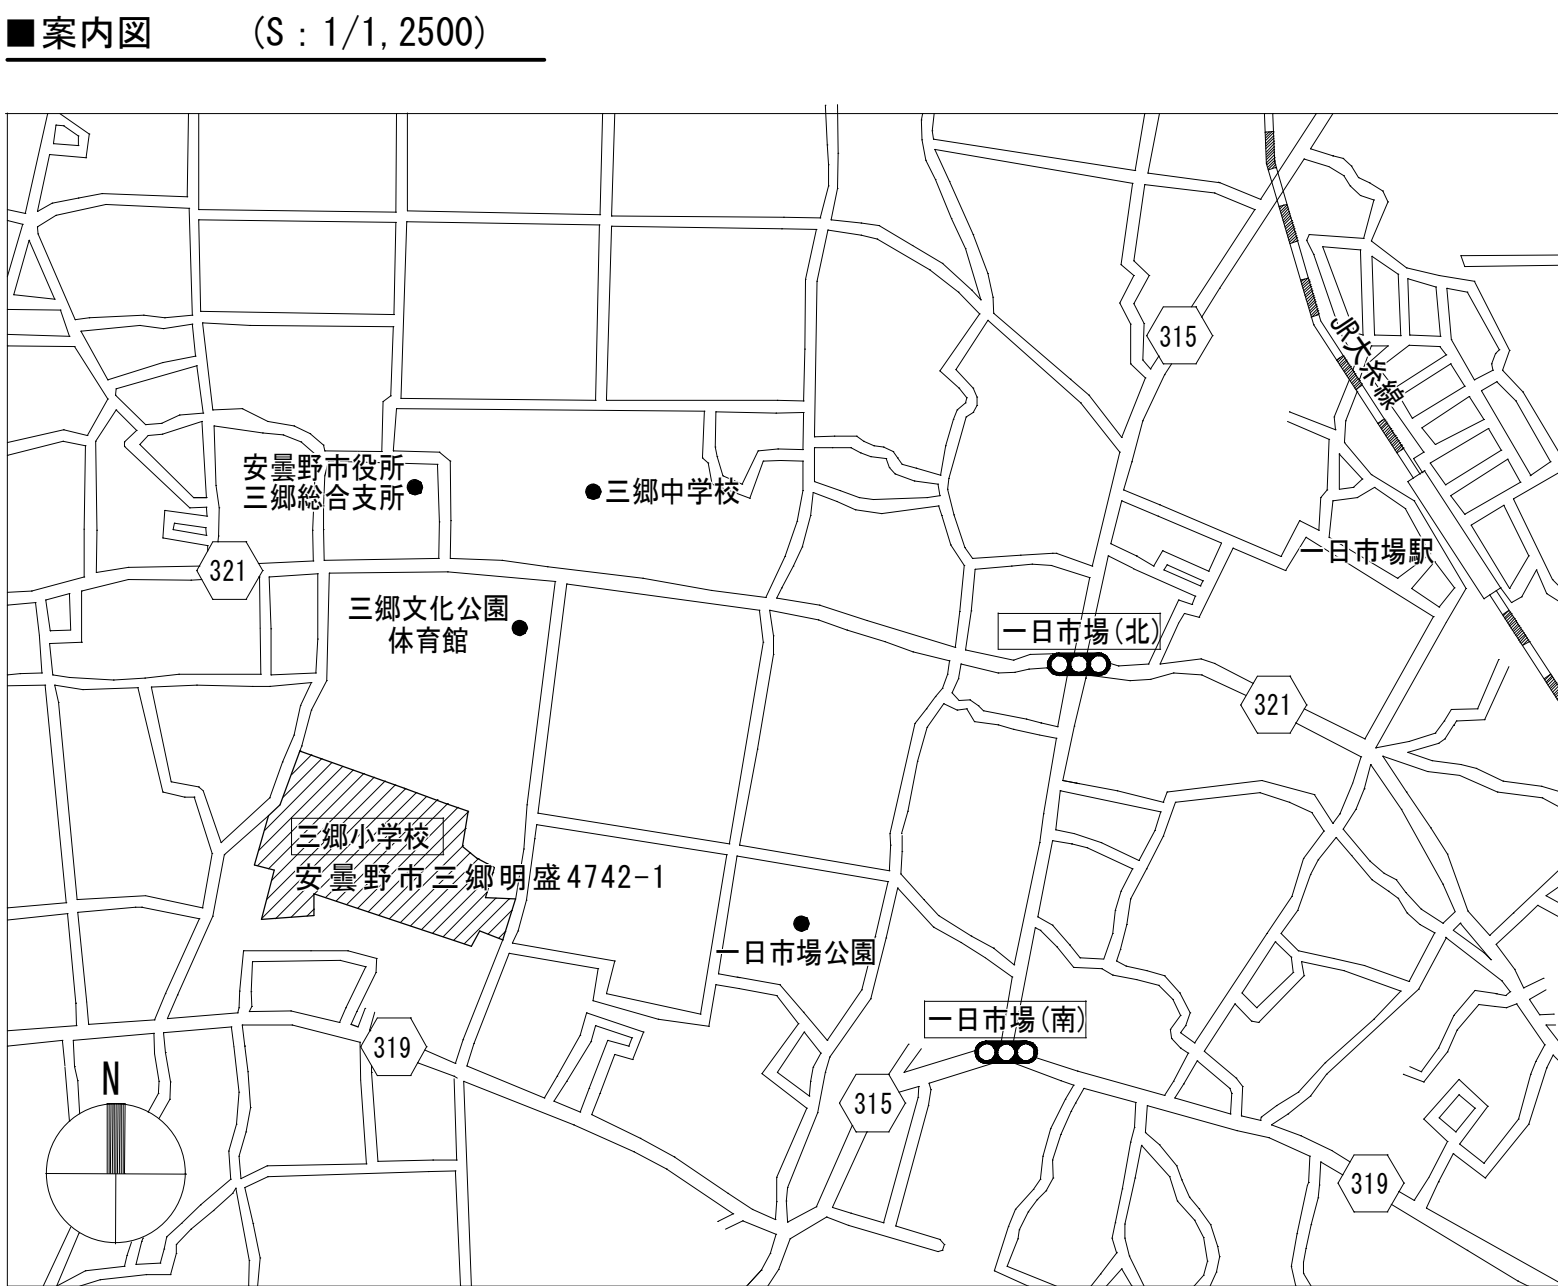 ■案内図 (S：1/1,2500)
315
JR大糸線
安曇野市役所
三郷総合支所
三郷中学校
321
一日市場駅
三郷文化公園
体育館
一日市場(北)
321
三郷小学校
安曇野市三郷明盛4742-1
一日市場公園
一日市場(南)
319
N
315
319